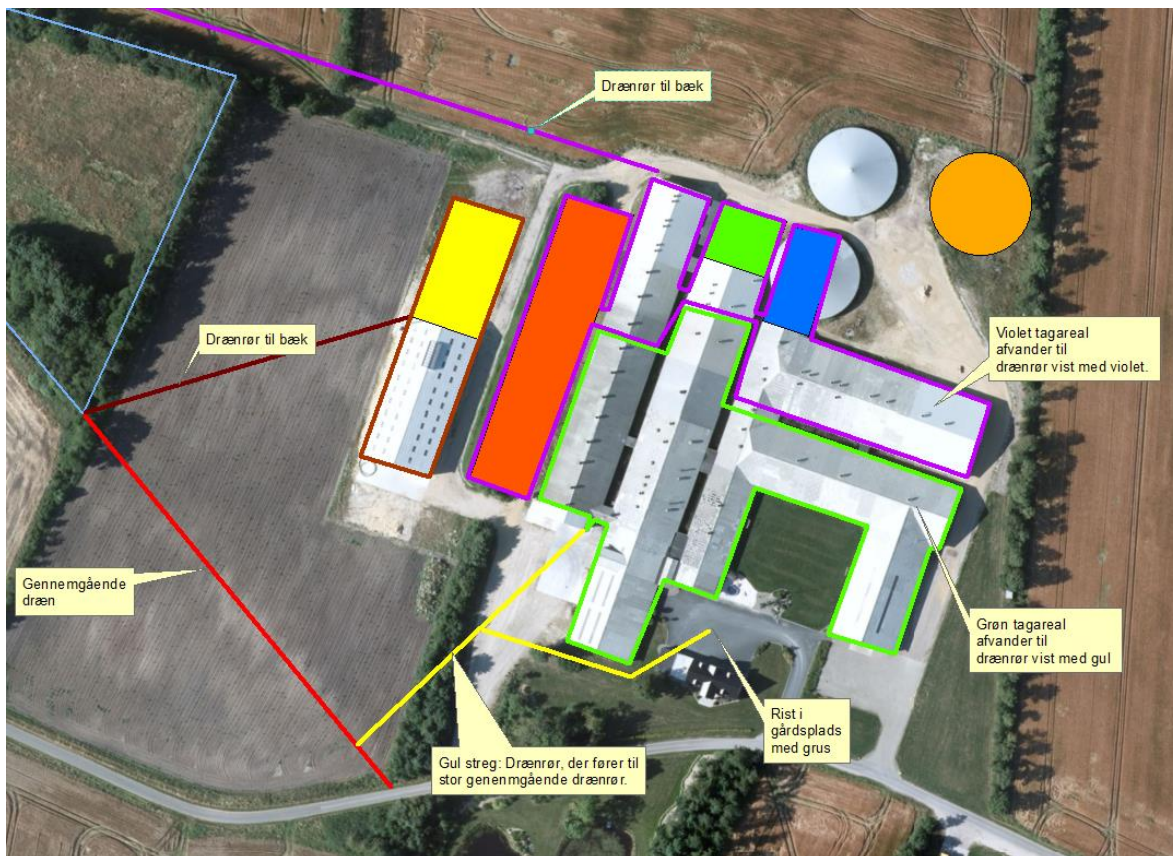 Drænrør til bæk
Drænrør til bæk
Violet tagareal
afvander til
drænrør vist med violet.
Gennemgående
dræn
Grøn tagareal
afvander til
drænrør vist med gul
Rist i
gårdsplads
med grus
Gul streg: Drænrør, der fører til
stor genenmgående drænrør.